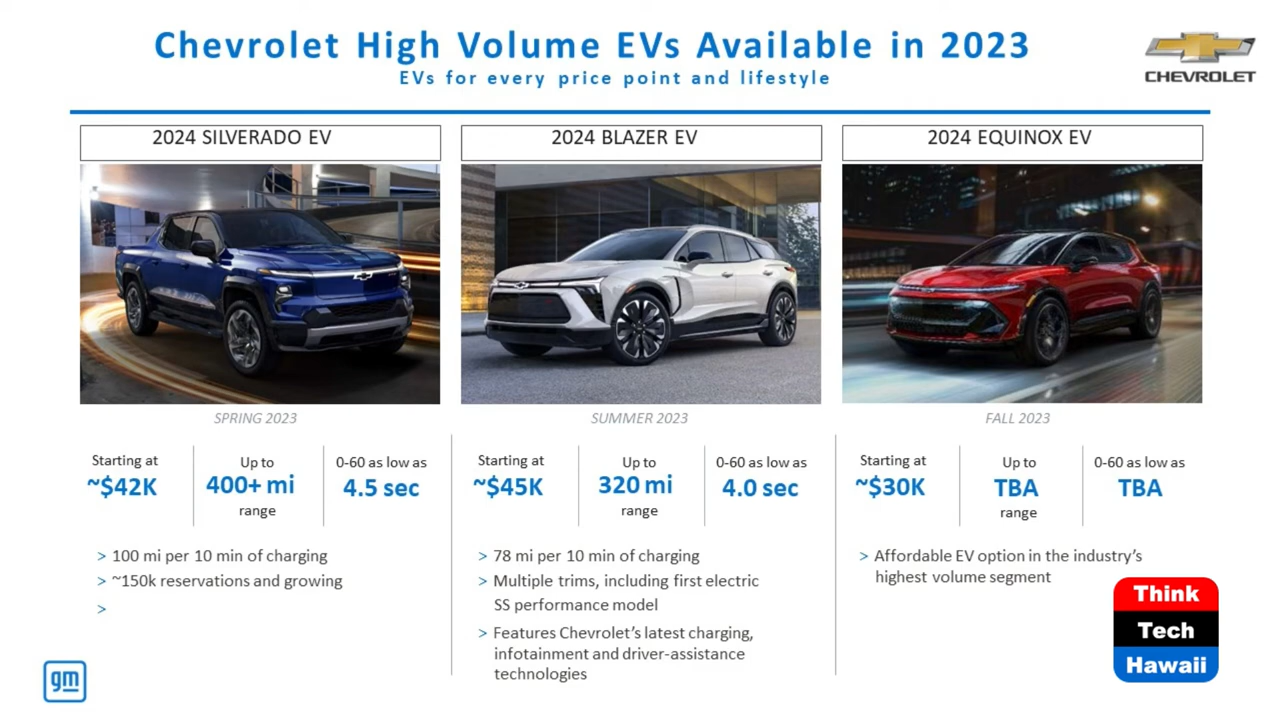 Chevrolet High Volume EVs Available in 2023
EVs for every price point and lifestyle
CHEVROLET
2024 SILVERADO EV
SPRING 2023
Starting at
~$42K
Up to
400+ mi
range
0-60 as low as
4.5 sec
> 100 mi per 10 min of charging
> ~150k reservations and growing
>
2024 BLAZER EV
SUMMER 2023
Starting at
~$45K
Up to
320 mi
range
0-60 as low as
4.0 sec
> 78 mi per 10 min of charging
> Multiple trims, including first electric
SS performance model
> Features Chevrolet's latest charging,
infotainment and driver-assistance
technologies
2024 EQUINOX EV
FALL 2023
Starting at
~$30K
Up to
TBA
range
0-60 as low as
TBA
> Affordable EV option in the industry's
highest volume segment
gm
Think
Tech
Hawaii